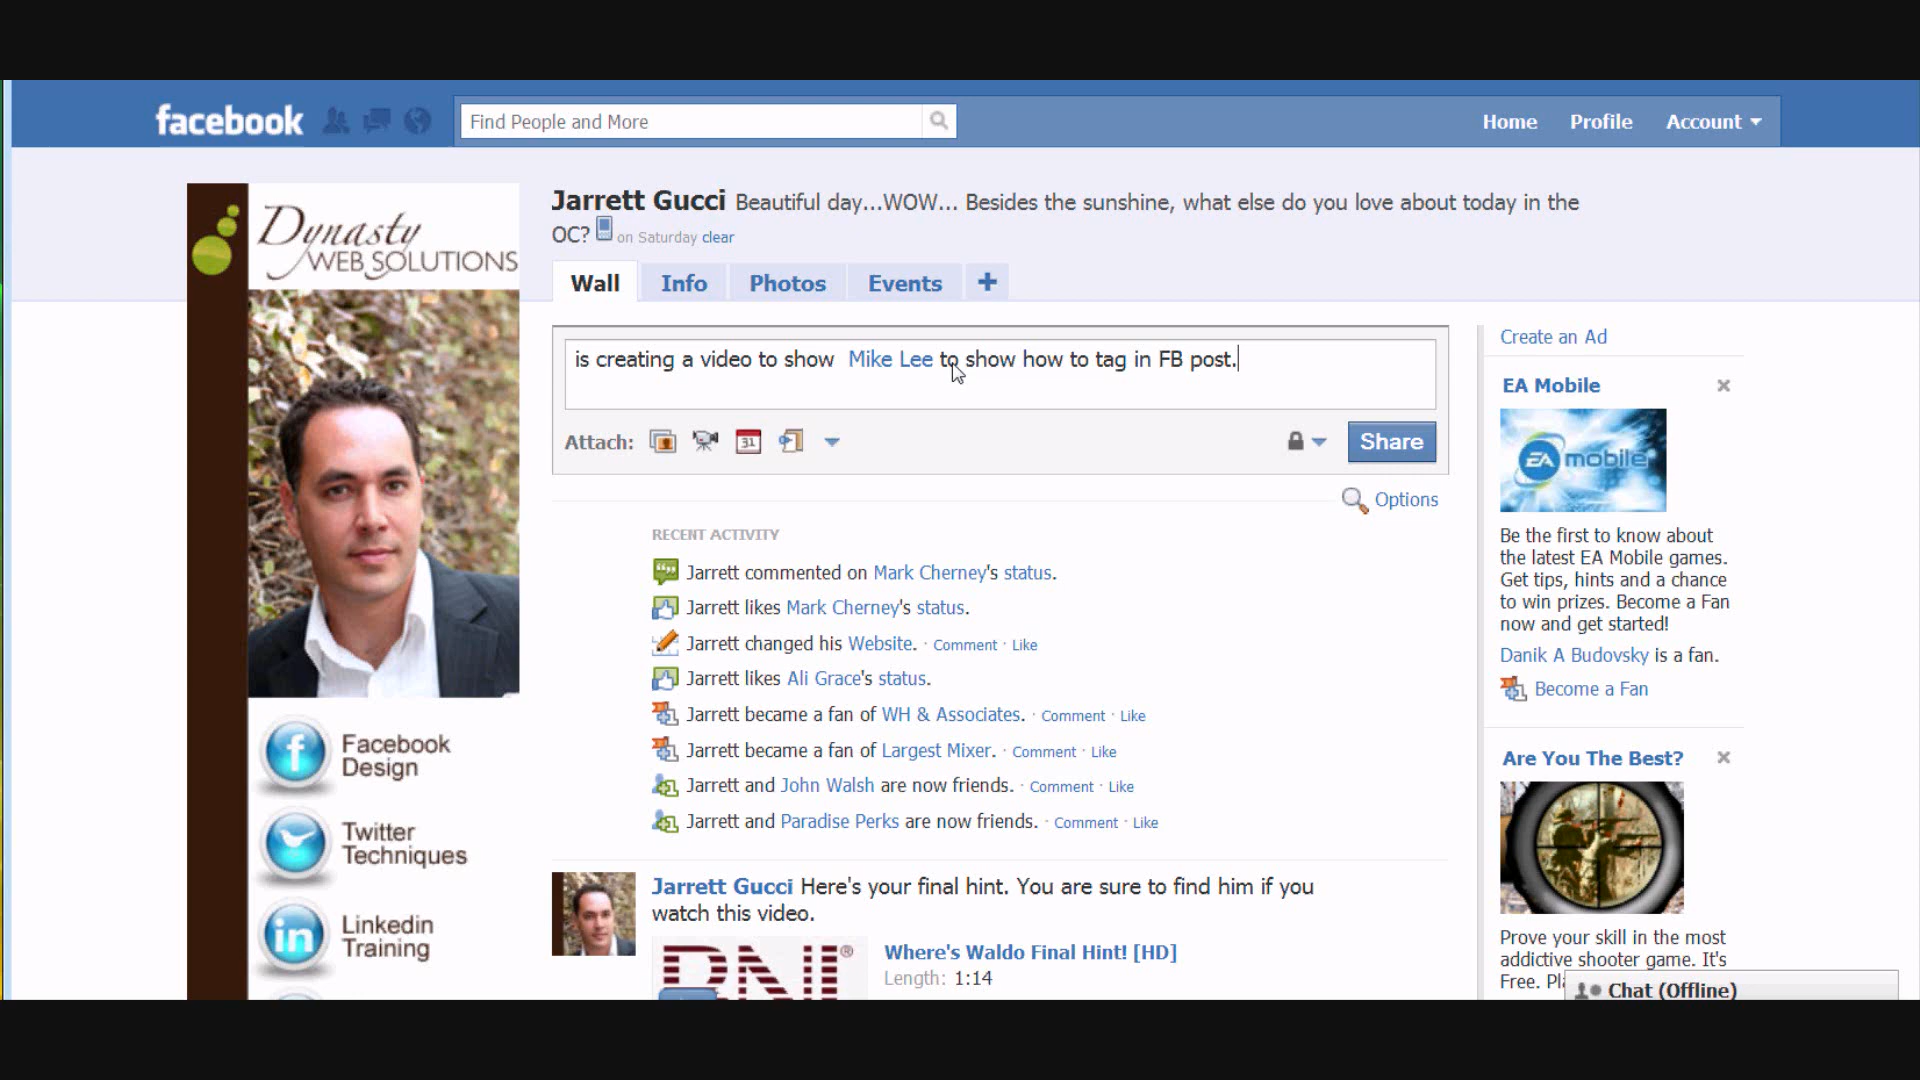 facebook
Find People and More
Home Profile Account
Dynasty
WEB SOLUTIONS
Jarrett Gucci Beautiful day...WOW... Besides the sunshine, what else do you love about today in the
OC? on Saturday clear
Wall Info Photos Events +
is creating a video to show Mike Lee to show how to tag in FB post.
Attach: 31 Share
Options
RECENT ACTIVITY
Jarrett commented on Mark Cherney's status.
Jarrett likes Mark Cherney's status.
Jarrett changed his Website. · Comment · Like
Jarrett likes Ali Grace's status.
Jarrett became a fan of WH & Associates. · Comment · Like
Jarrett became a fan of Largest Mixer. · Comment · Like
Jarrett and John Walsh are now friends. · Comment · Like
Jarrett and Paradise Perks are now friends. · Comment · Like
Jarrett Gucci Here's your final hint. You are sure to find him if you
watch this video.
BNI®
Where's Waldo Final Hint! [HD]
Length: 1:14
f Facebook
Design
Twitter
Techniques
in Linkedin
Training
Create an Ad
EA Mobile
EA mobile
Be the first to know about
the latest EA Mobile games.
Get tips, hints and a chance
to win prizes. Become a Fan
now and get started!
Danik A Budovsky is a fan.
Become a Fan
Are You The Best?
Prove your skill in the most
addictive shooter game. It's
Free.
Chat (Offline)